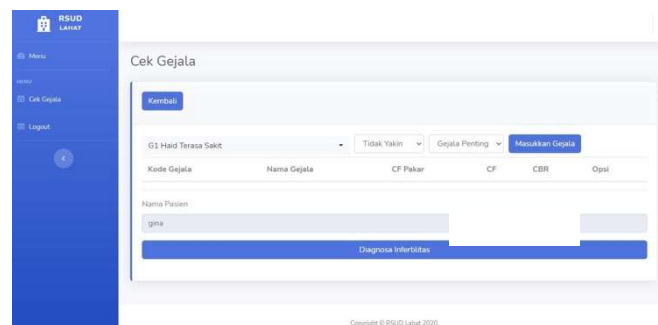 RSUD
LAHAT
Menu
Cek Gejala
MENU
Cek Gejala
Logout
Kembali
G1 Haid Terasa Sakit Tidak Yakin Gejala Penting Masukkan Gejala
Kode Gejala Nama Gejala CF Pakar CF CBR Opsi
Nama Pasien
gina
Diagnosa Infertilitas
Copyright © RSUD Lahat 2020